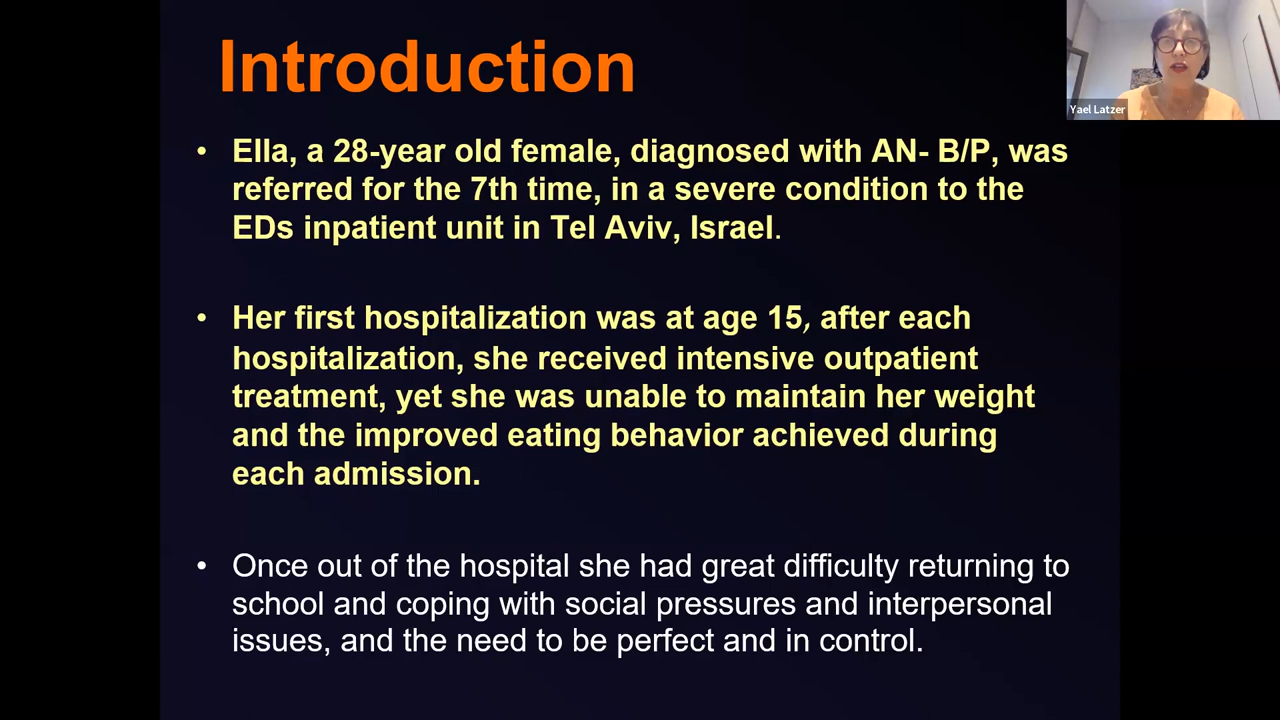 Introduction
Yael Latzer
• Ella, a 28-year old female, diagnosed with AN- B/P, was
referred for the 7th time, in a severe condition to the
EDs inpatient unit in Tel Aviv, Israel.
• Her first hospitalization was at age 15, after each
hospitalization, she received intensive outpatient
treatment, yet she was unable to maintain her weight
and the improved eating behavior achieved during
each admission.
• Once out of the hospital she had great difficulty returning to
school and coping with social pressures and interpersonal
issues, and the need to be perfect and in control.